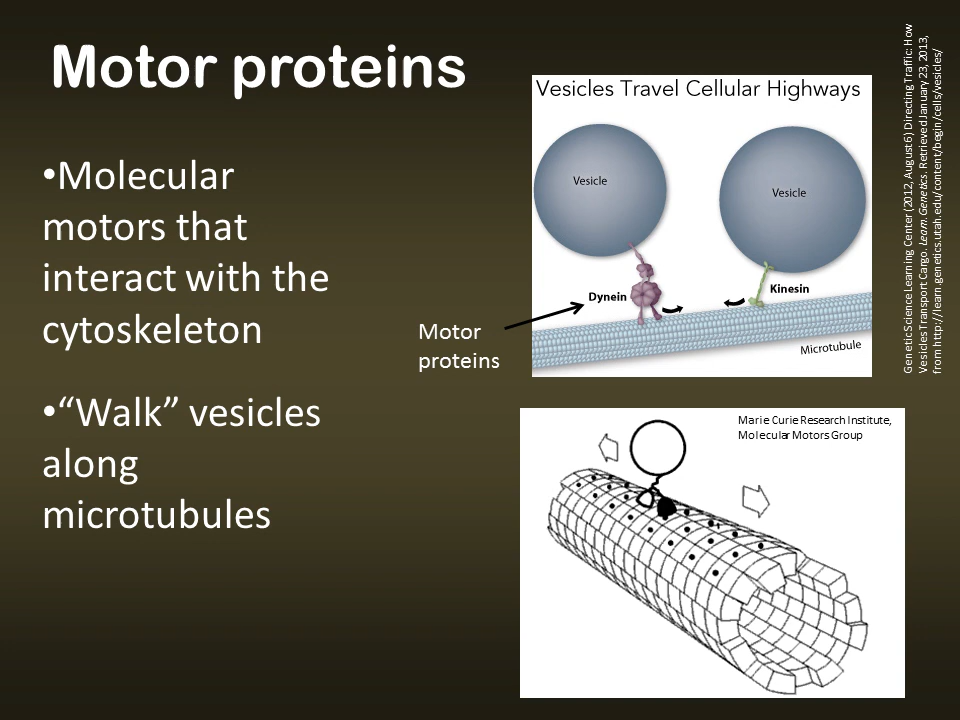 Motor proteins
•Molecular
motors that
interact with the
cytoskeleton
•“Walk” vesicles
along
microtubules
Motor
proteins
Vesicles Travel Cellular Highways
Vesicle
Vesicle
Dynein
Kinesin
Microtubule
Marie Curie Research Institute,
Molecular Motors Group
Genetic Science Learning Center (2012, August 6) Directing Traffic: How
Vesicles Transport Cargo. Learn.Genetics. Retrieved January 23, 2013,
from http://learn.genetics.utah.edu/content/begin/cells/vesicles/